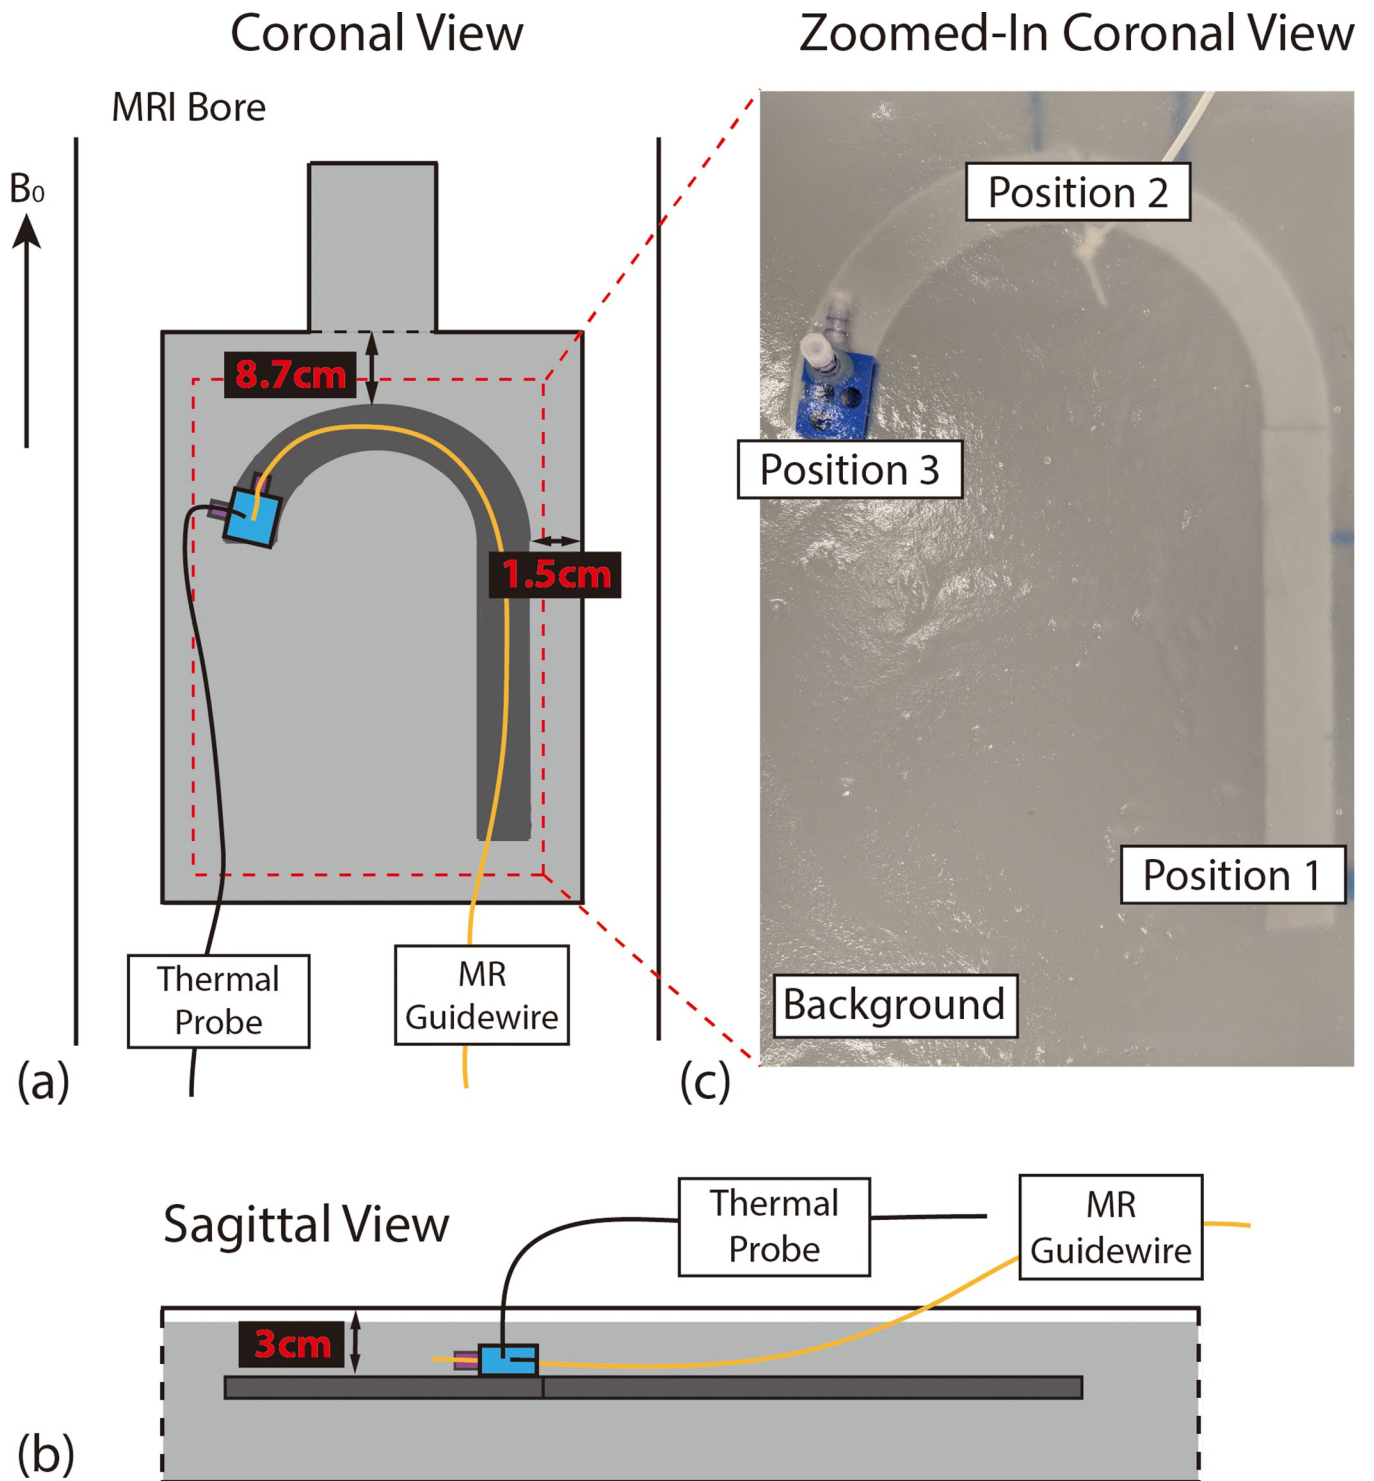 Coronal View
Zoomed-In Coronal View
MRI Bore
B₀
8.7cm
1.5cm
Thermal
Probe
MR
Guidewire
(a)
Position 2
Position 3
Position 1
Background
(c)
Sagittal View
Thermal
Probe
MR
Guidewire
3cm
(b)